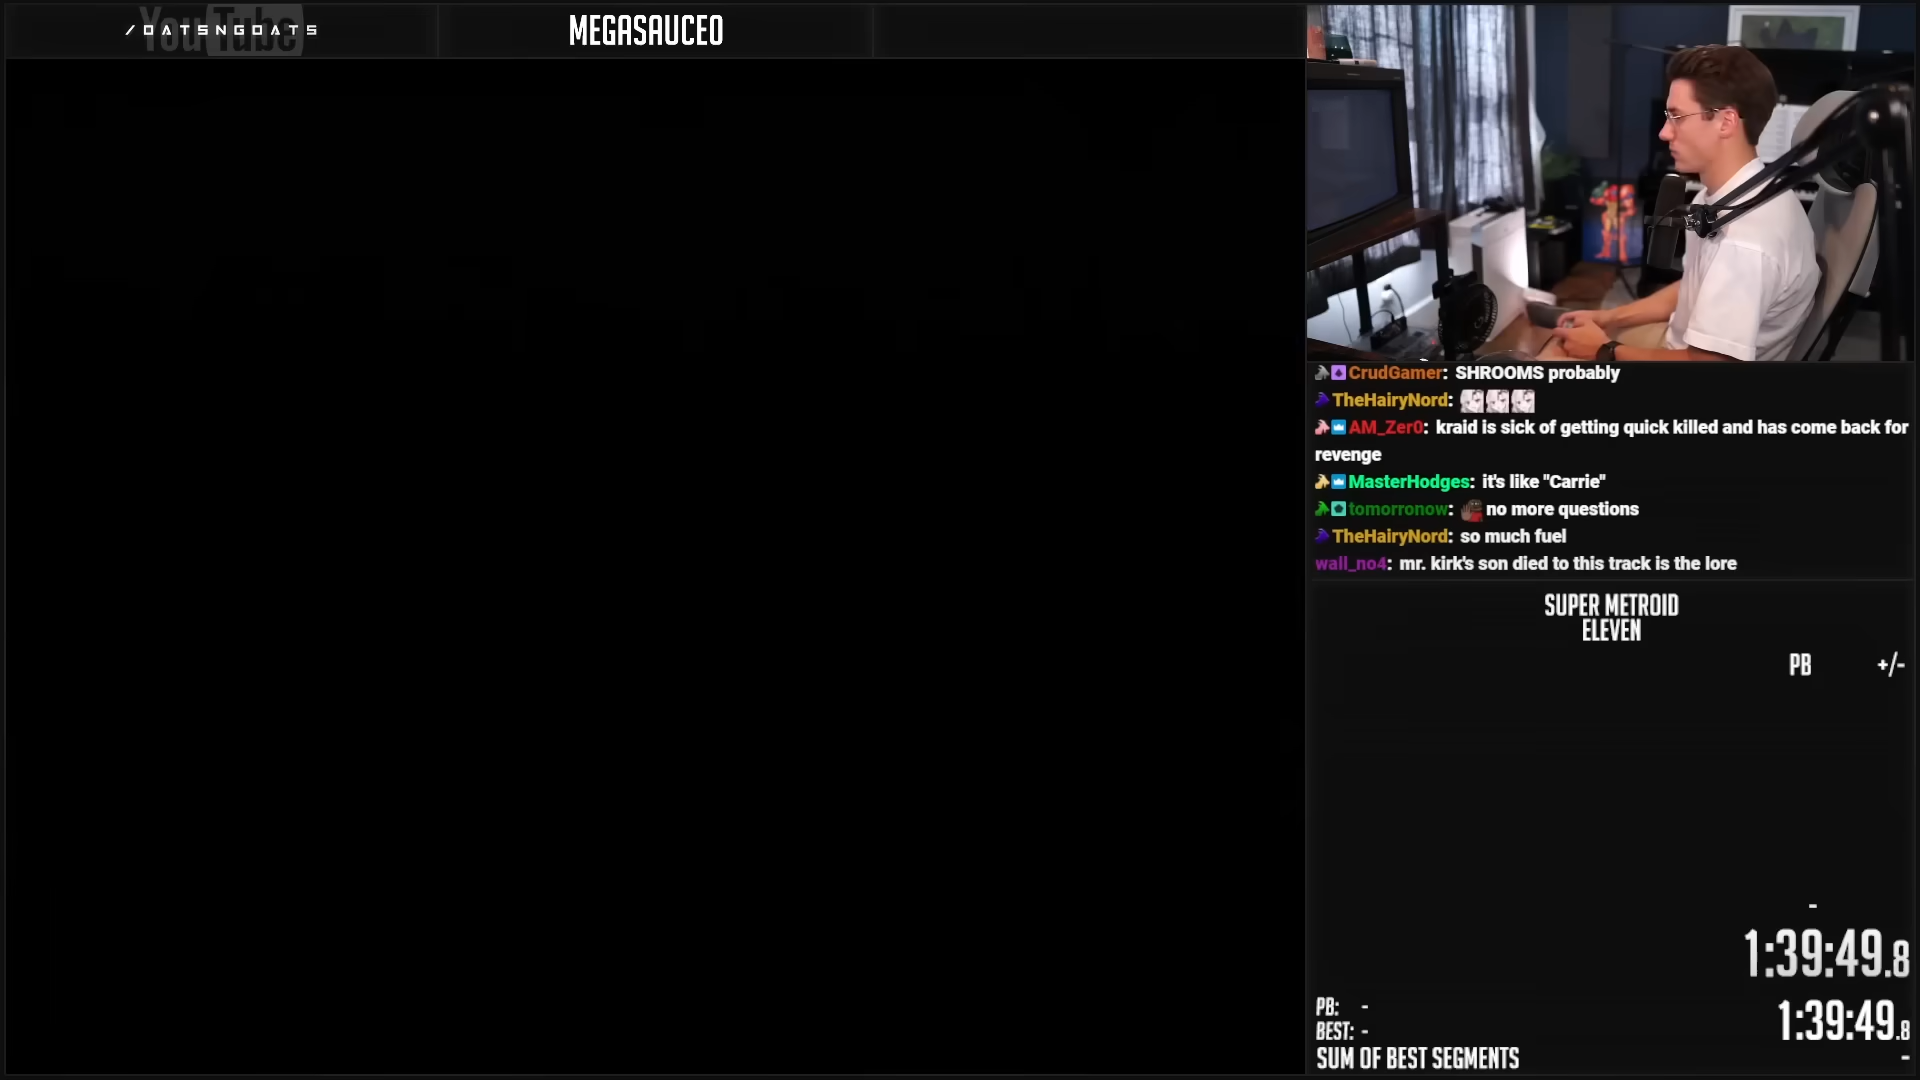 YouTube
/OATSNGOATS
MEGASAUCEO
CrudGamer: SHROOMS probably
TheHairyNord:
AM_Zer0: kraid is sick of getting quick killed and has come back for
revenge
MasterHodges: it's like "Carrie"
tomorronow: no more questions
TheHairyNord: so much fuel
wall_no4: mr. kirk's son died to this track is the lore
SUPER METROID
ELEVEN
PB +/-
-
1:39:49.8
PB: - 1:39:49.8
BEST: -
SUM OF BEST SEGMENTS -